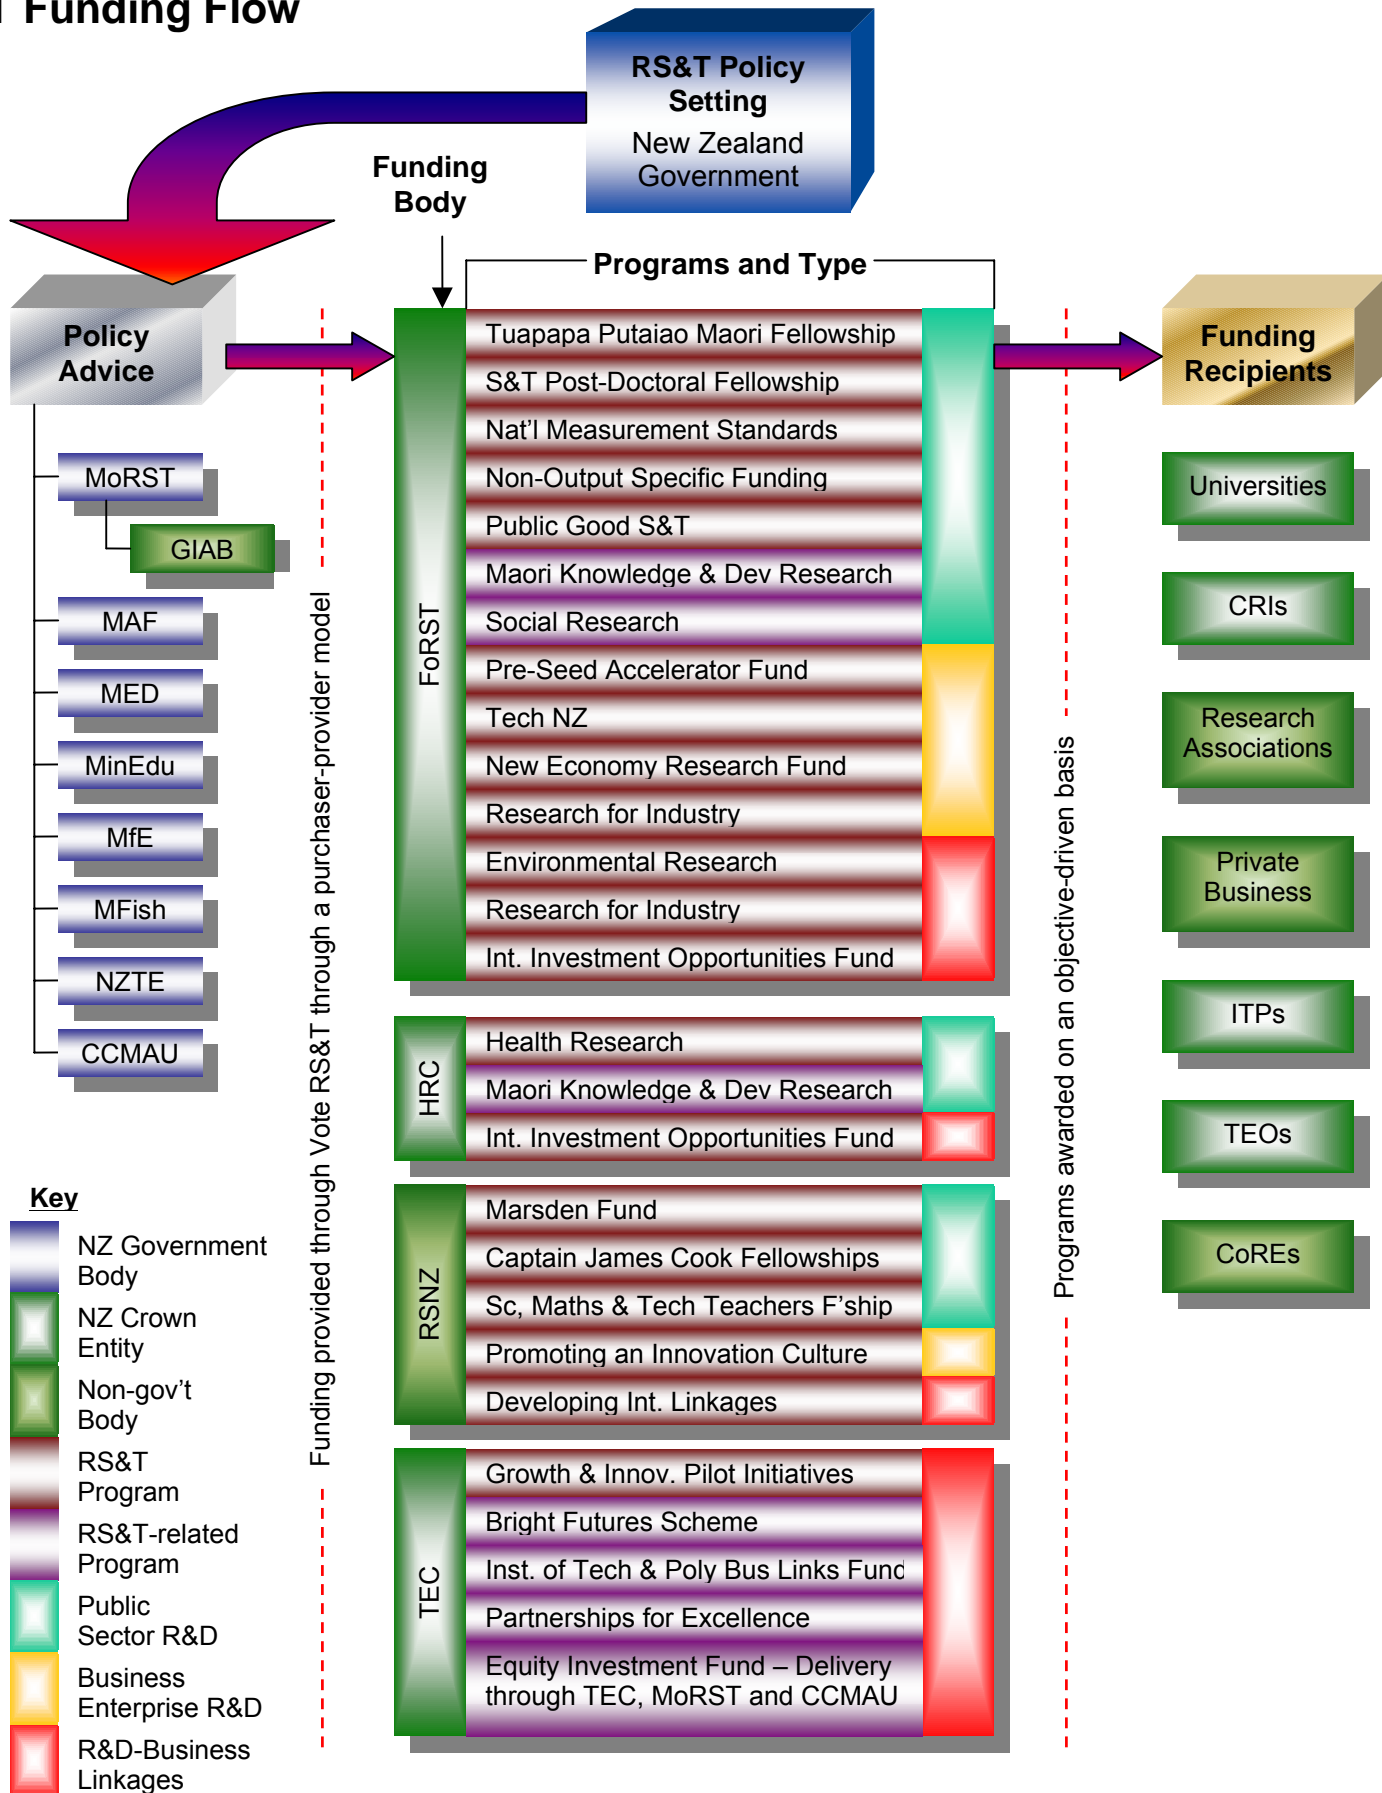 Funding Flow
RS&T Policy
Setting
New Zealand
Government
Funding
Body
Programs and Type
Policy
Advice
MoRST
GIAB
MAF
MED
MinEdu
MfE
MFish
NZTE
CCMAU
Funding provided through Vote RS&T through a purchaser-provider model
FoRST
Tuapapa Putaiao Maori Fellowship
S&T Post-Doctoral Fellowship
Nat'l Measurement Standards
Non-Output Specific Funding
Public Good S&T
Maori Knowledge & Dev Research
Social Research
Pre-Seed Accelerator Fund
Tech NZ
New Economy Research Fund
Research for Industry
Environmental Research
Research for Industry
Int. Investment Opportunities Fund
HRC
Health Research
Maori Knowledge & Dev Research
Int. Investment Opportunities Fund
RSNZ
Marsden Fund
Captain James Cook Fellowships
Sc, Maths & Tech Teachers F'ship
Promoting an Innovation Culture
Developing Int. Linkages
TEC
Growth & Innov. Pilot Initiatives
Bright Futures Scheme
Inst. of Tech & Poly Bus Links Fund
Partnerships for Excellence
Equity Investment Fund – Delivery
through TEC, MoRST and CCMAU
Programs awarded on an objective-driven basis
Funding
Recipients
Universities
CRIs
Research
Associations
Private
Business
ITPs
TEOs
CoREs
Key
NZ Government
Body
NZ Crown
Entity
Non-gov't
Body
RS&T
Program
RS&T-related
Program
Public
Sector R&D
Business
Enterprise R&D
R&D-Business
Linkages